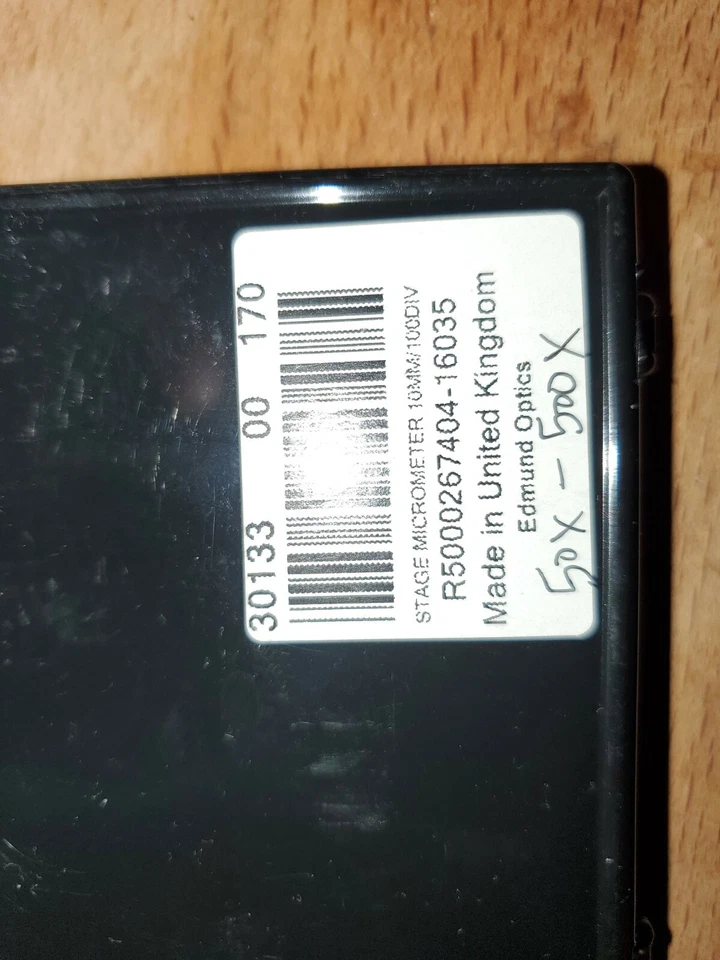 30133 00 170
STAGE MICROMETER 10MM/100DIV
R5000267404-16035
Made in United Kingdom
Edmund Optics
50X - 500X